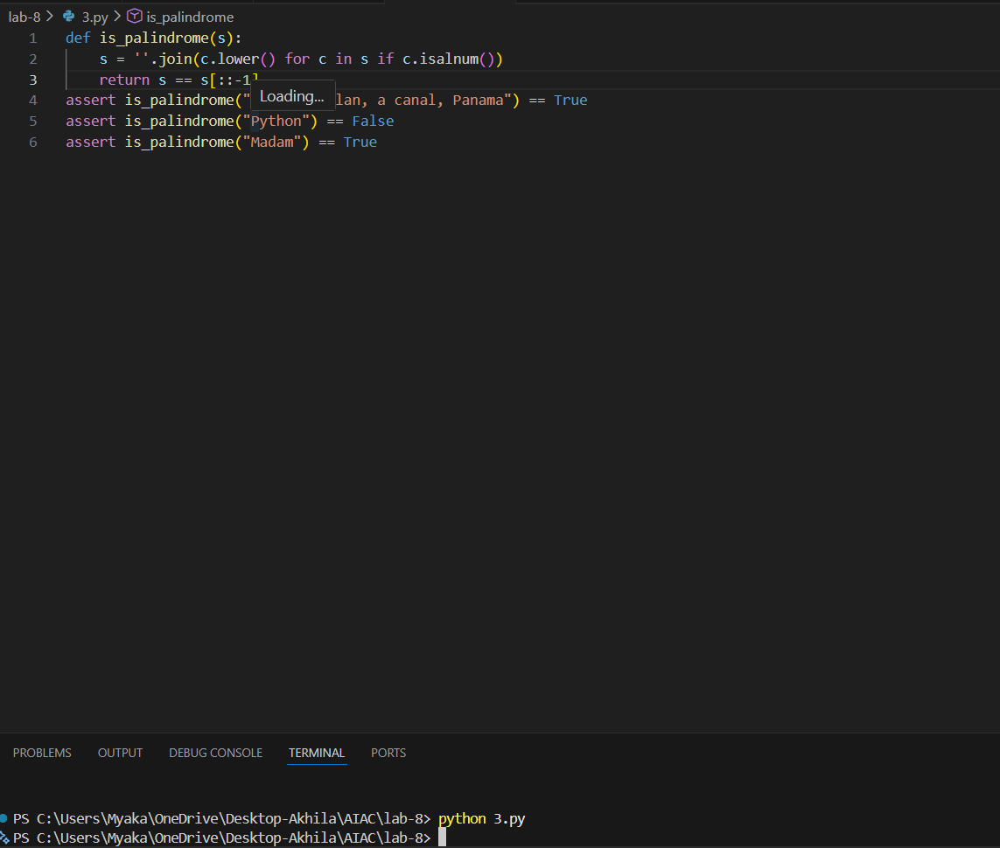 lab-8 > 3.py > is_palindrome
1 def is_palindrome(s):
2     s = ''.join(c.lower() for c in s if c.isalnum())
3     return s == s[::-1]
4 assert is_palindrome(" lan, a canal, Panama") == True
Loading...
5 assert is_palindrome("Python") == False
6 assert is_palindrome("Madam") == True
PROBLEMS OUTPUT DEBUG CONSOLE TERMINAL PORTS
PS C:\Users\Myaka\OneDrive\Desktop-Akhila\AIAC\lab-8> python 3.py
PS C:\Users\Myaka\OneDrive\Desktop-Akhila\AIAC\lab-8>